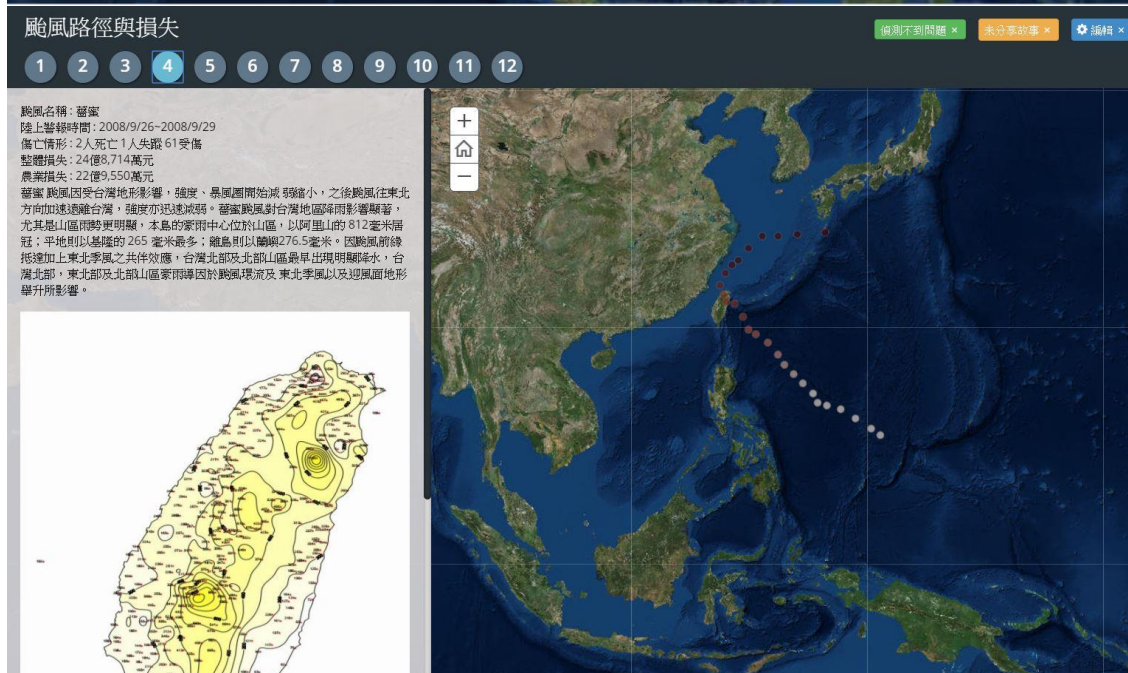 颱風路徑與損失
偵測不到問題 ×
未分享故事 ×
編輯 ×
1 2 3 4 5 6 7 8 9 10 11 12
颱風名稱：薔蜜
陸上警報時間：2008/9/26~2008/9/29
傷亡情形：2人死亡 1人失蹤 61受傷
整體損失：24億8,714萬元
農業損失：22億9,550萬元
薔蜜 颱風因受台灣地形影響，強度、暴風圈開始減 弱縮小，之後颱風往東北
方向加速遠離台灣，強度亦迅速減弱。薔蜜颱風對台灣地區降雨影響顯著，
尤其是山區雨勢更明顯，本島的豪雨中心位於山區，以阿里山的 812毫米居
冠；平地則以基隆的 265 毫米最多；離島則以蘭嶼276.5毫米。因颱風前緣
抵達加上東北季風之共伴效應，台灣北部及北部山區最早出現明顯降水，台
灣北部，東北部及北部山區豪雨導因於颱風環流及 東北季風以及迎風面地形
舉升所影響。
+
−